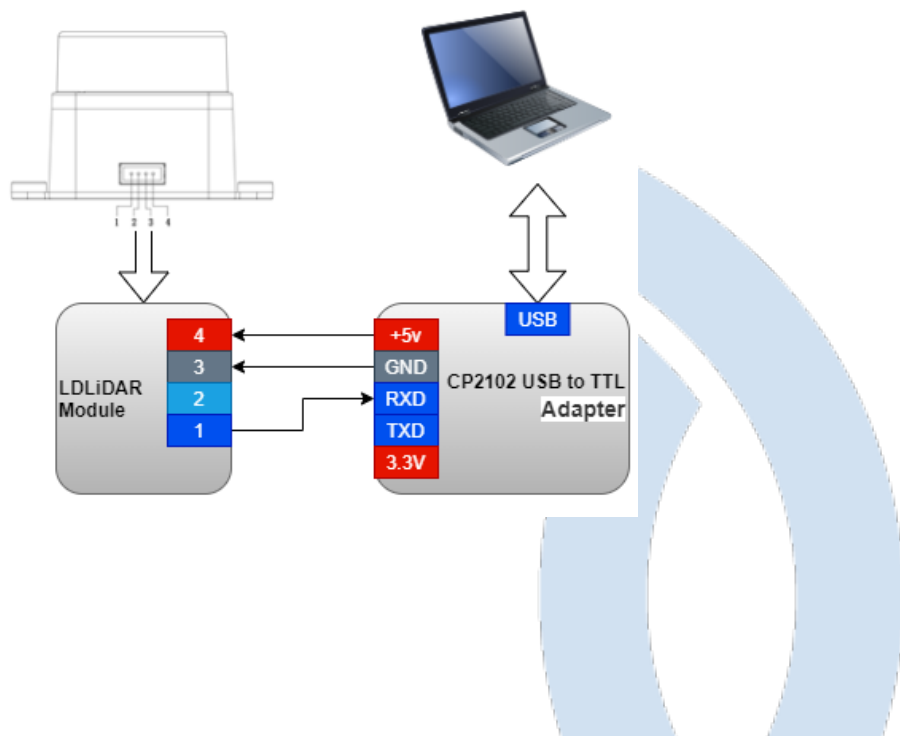 1 2 3 4
LDLiDAR
Module
4
3
2
1
+5v
GND
RXD
TXD
3.3V
USB
CP2102 USB to TTL
Adapter